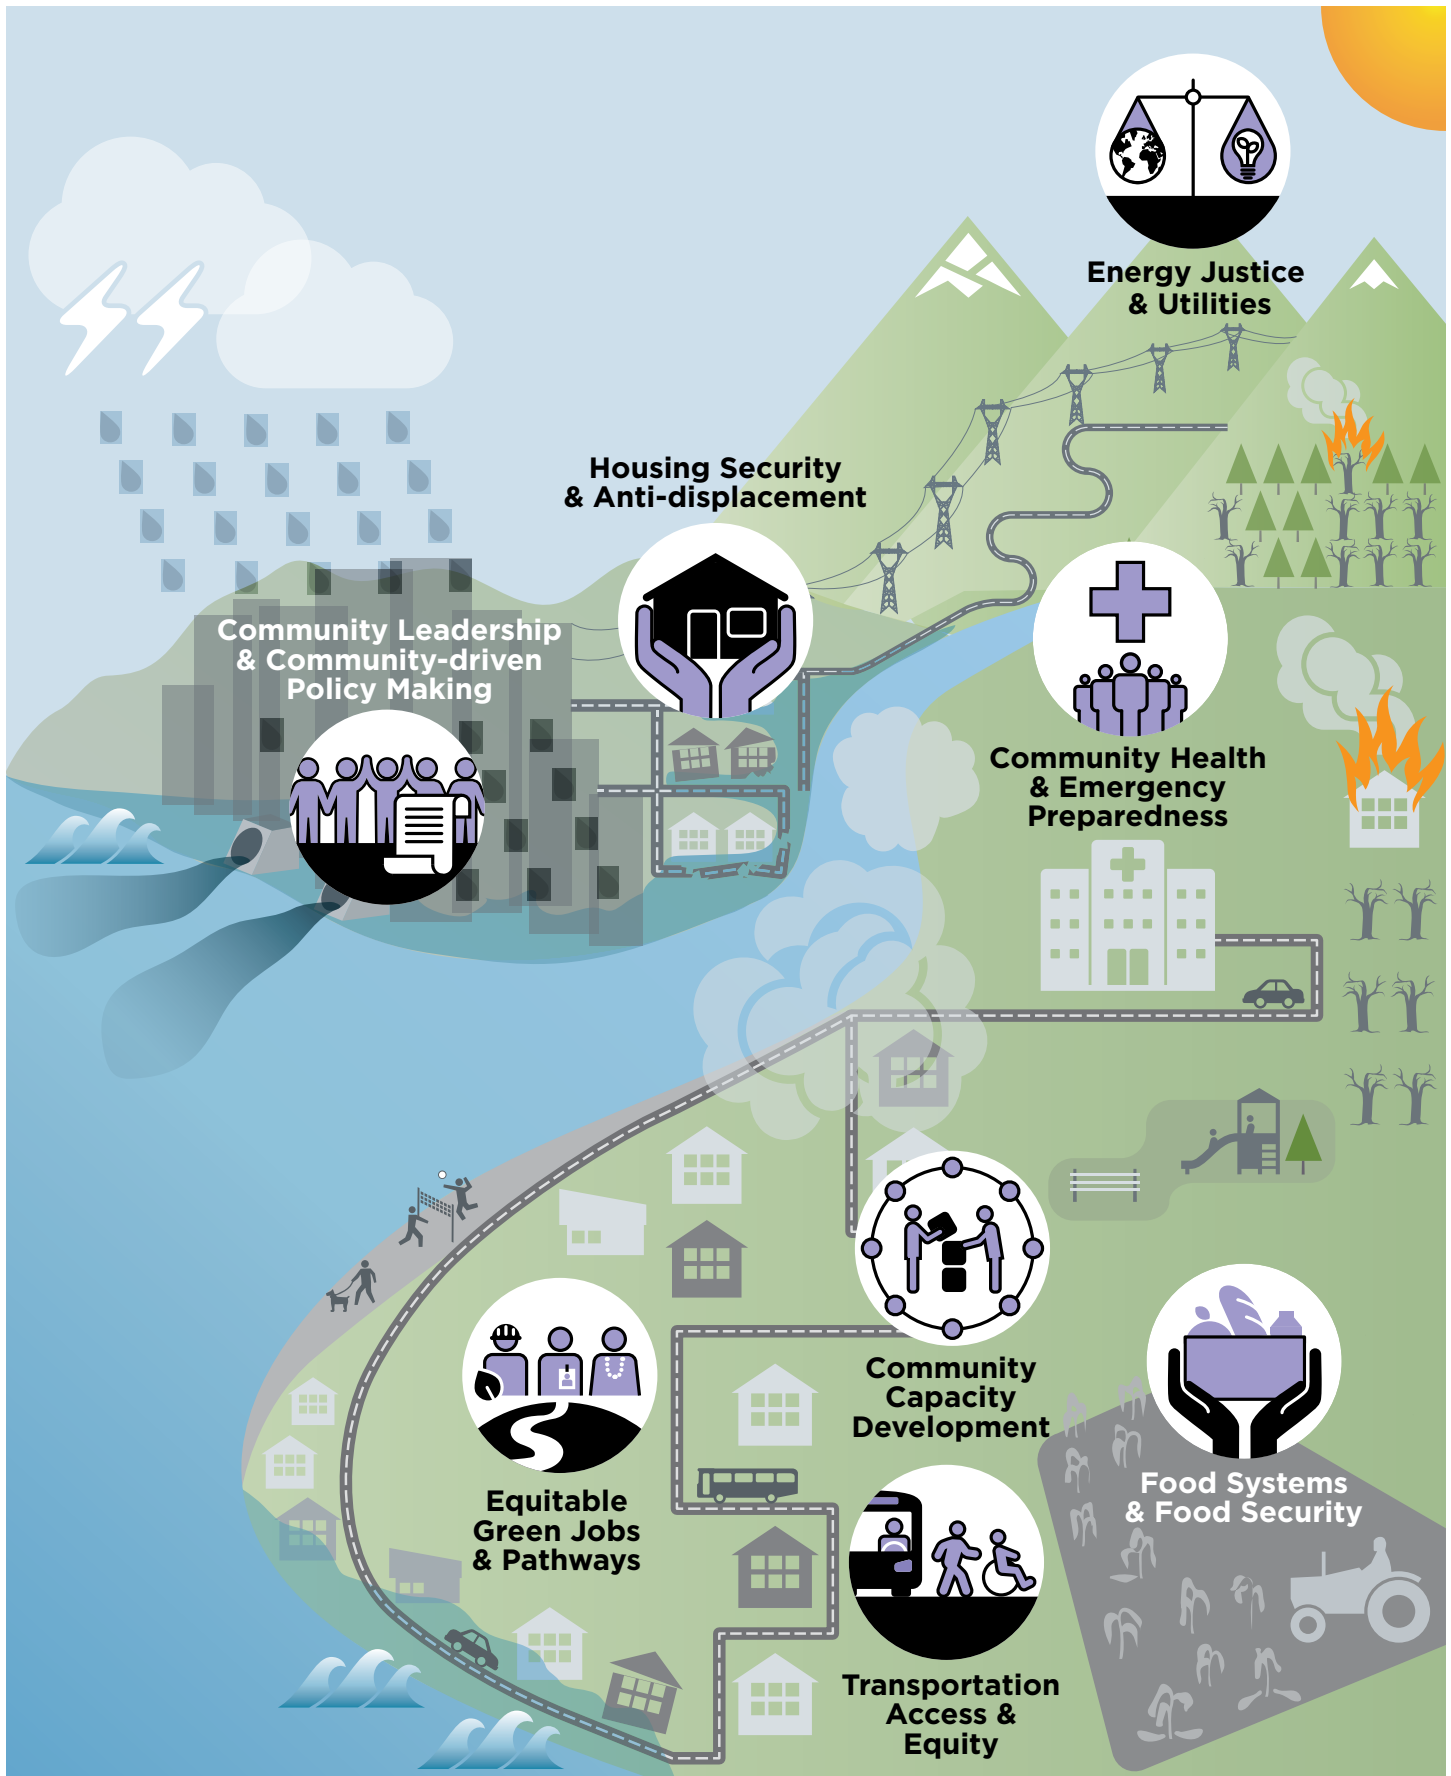 Energy Justice
& Utilities
Housing Security
& Anti-displacement
Community Leadership
& Community-driven
Policy Making
Community Health
& Emergency
Preparedness
Community
Capacity
Development
Equitable
Green Jobs
& Pathways
Food Systems
& Food Security
Transportation
Access &
Equity